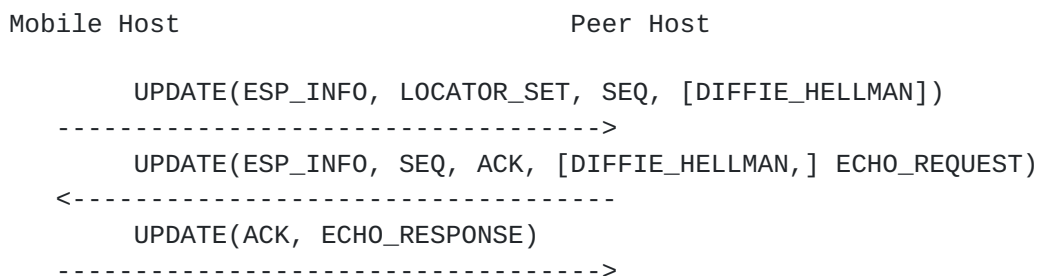 Mobile Host                         Peer Host
UPDATE(ESP_INFO, LOCATOR_SET, SEQ, [DIFFIE_HELLMAN])
----------------------------------->
UPDATE(ESP_INFO, SEQ, ACK, [DIFFIE_HELLMAN,] ECHO_REQUEST)
<-----------------------------------
UPDATE(ACK, ECHO_RESPONSE)
----------------------------------->